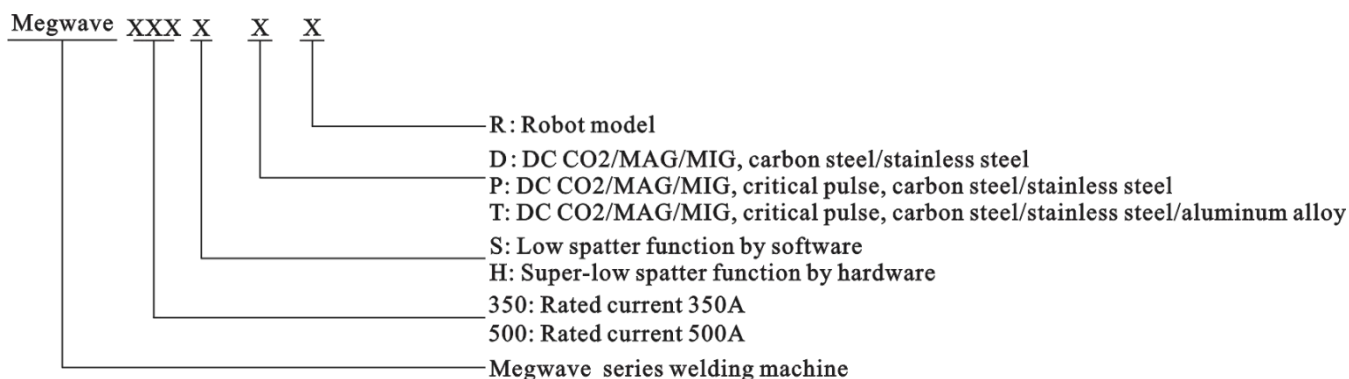 Megwave XXX X X X
R: Robot model
D: DC CO2/MAG/MIG, carbon steel/stainless steel
P: DC CO2/MAG/MIG, critical pulse, carbon steel/stainless steel
T: DC CO2/MAG/MIG, critical pulse, carbon steel/stainless steel/aluminum alloy
S: Low spatter function by software
H: Super-low spatter function by hardware
350: Rated current 350A
500: Rated current 500A
Megwave series welding machine